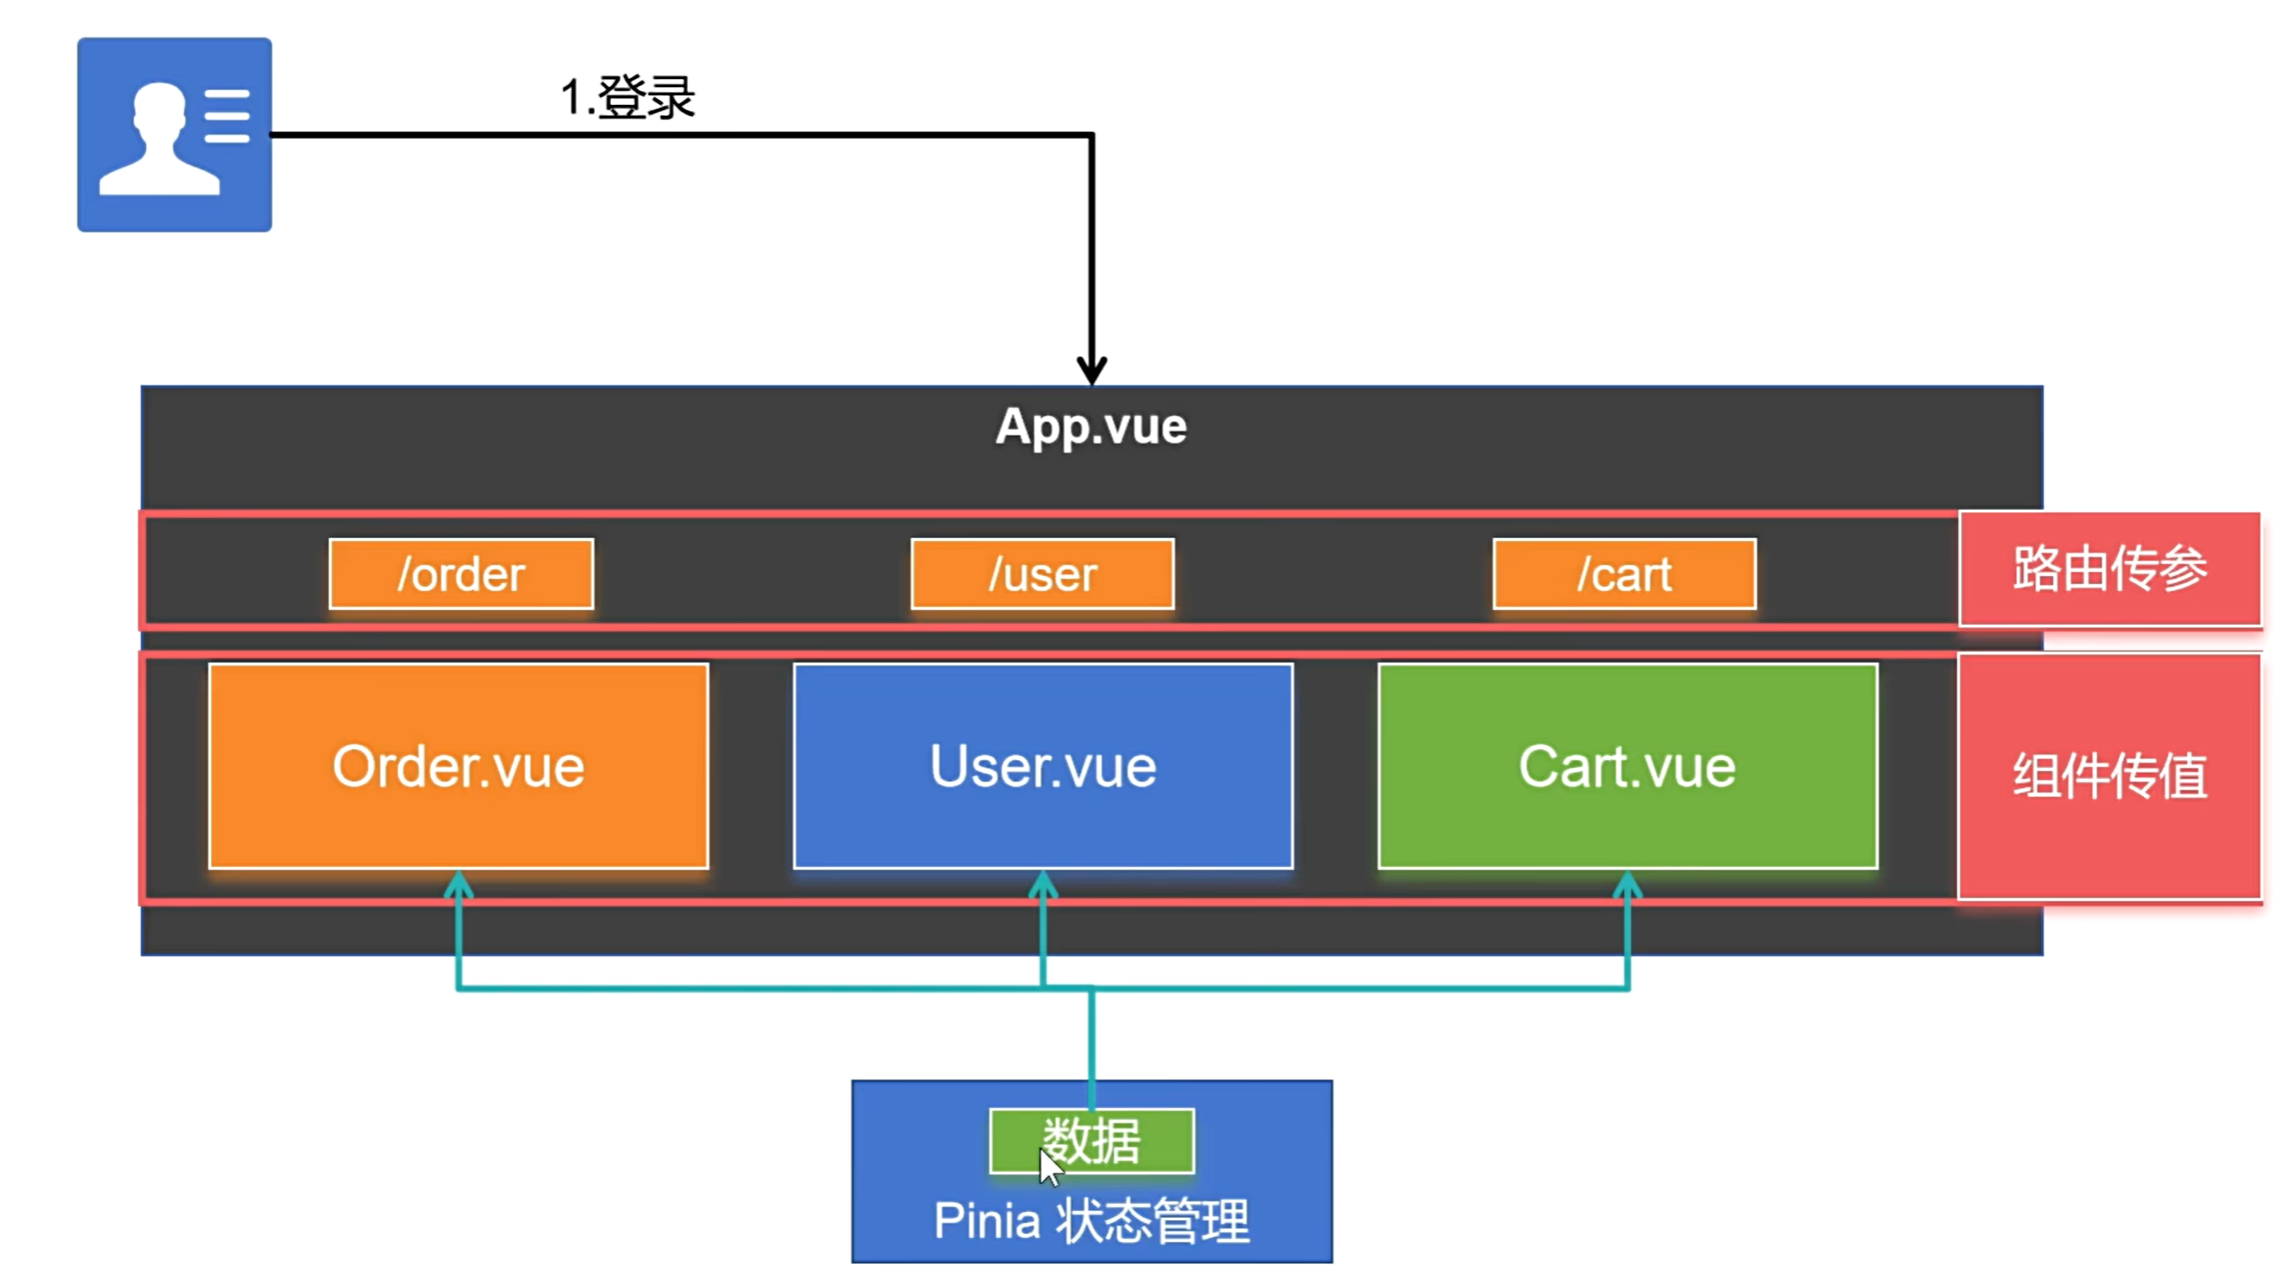 1.登录
App.vue
/order
/user
/cart
路由传参
Order.vue
User.vue
Cart.vue
组件传值
数据
Pinia 状态管理